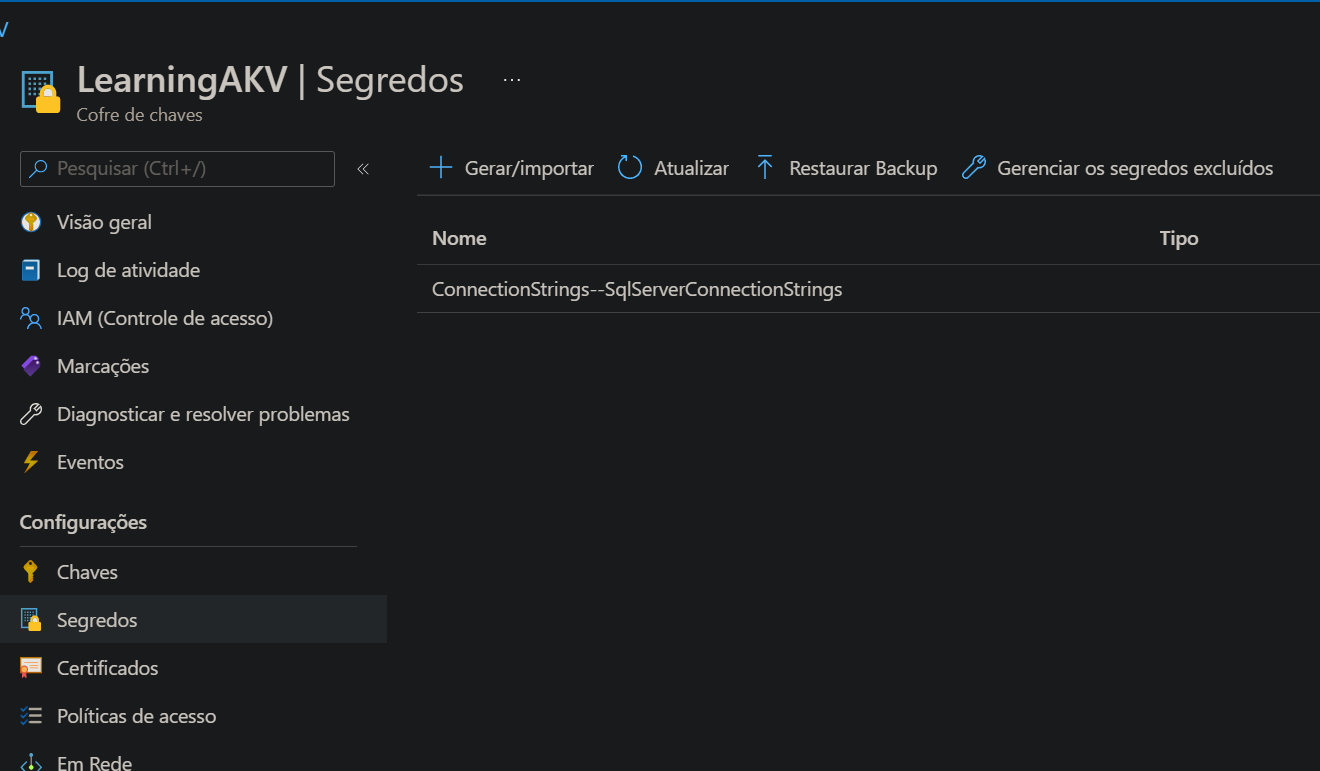 LearningAKV | Segredos ...
Cofre de chaves
Pesquisar (Ctrl+/) «
Gerar/importar Atualizar Restaurar Backup Gerenciar os segredos excluídos
Nome Tipo
ConnectionStrings--SqlServerConnectionStrings
Visão geral
Log de atividade
IAM (Controle de acesso)
Marcações
Diagnosticar e resolver problemas
Eventos
Configurações
Chaves
Segredos
Certificados
Políticas de acesso
Em Rede